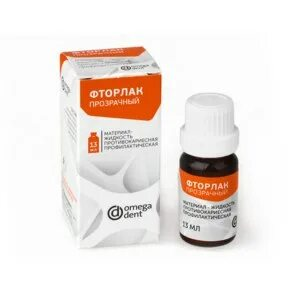 ФТОРЛАК
ПРОЗРАЧНЫЙ
13
МЛ
МАТЕРИАЛ-
ЖИДКОСТЬ
ПРОТИВОКАРИЕСНАЯ
ПРОФИЛАКТИЧЕСКАЯ
omega
dent
ФТОРЛАК
ПРОЗРАЧНЫЙ
МАТЕРИАЛ - ЖИДКОСТЬ
ПРОТИВОКАРИЕСНАЯ
ПРОФИЛАКТИЧЕСКАЯ
13 МЛ